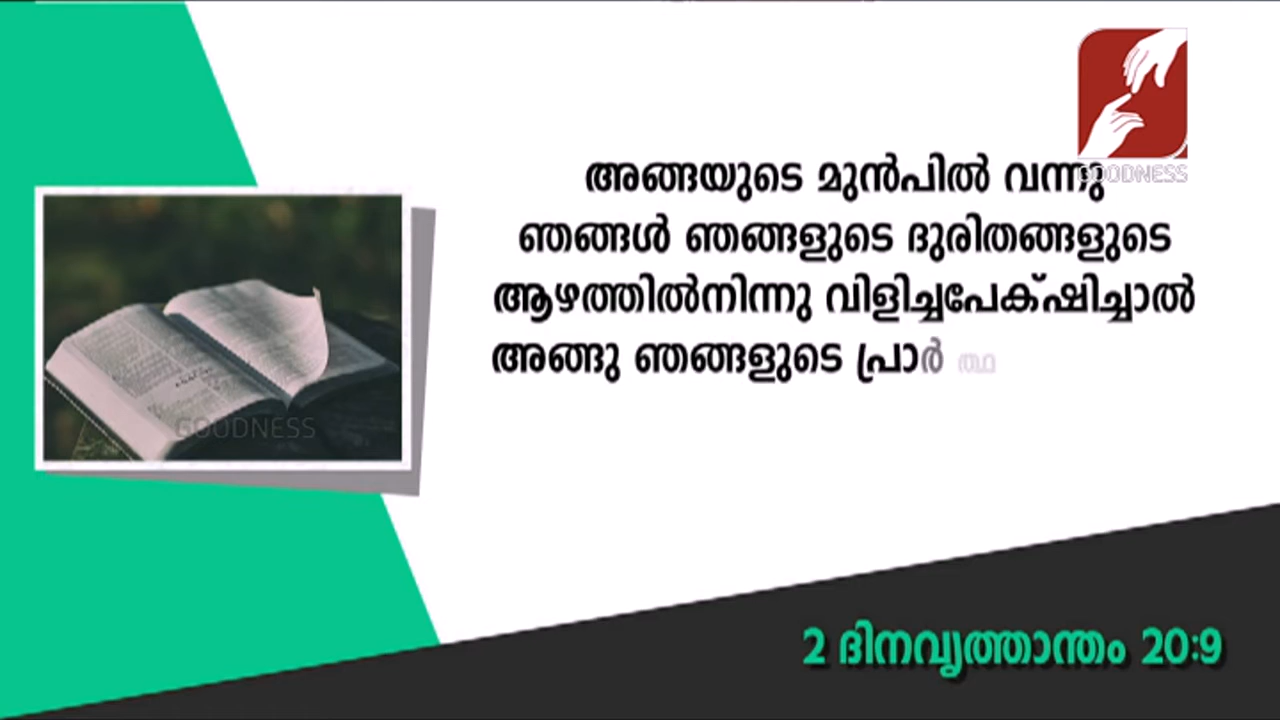 GOODNESS
അങ്ങയുടെ മുൻപിൽ വന്നു
ഞങ്ങൾ ഞങ്ങളുടെ ദുരിതങ്ങളുടെ
ആഴത്തിൽനിന്നു വിളിച്ചപേക്ഷിച്ചാൽ
അങ്ങു ഞങ്ങളുടെ പ്രാർ ത്ഥ
GOODNESS
2 ദിനവൃത്താന്തം 20:9